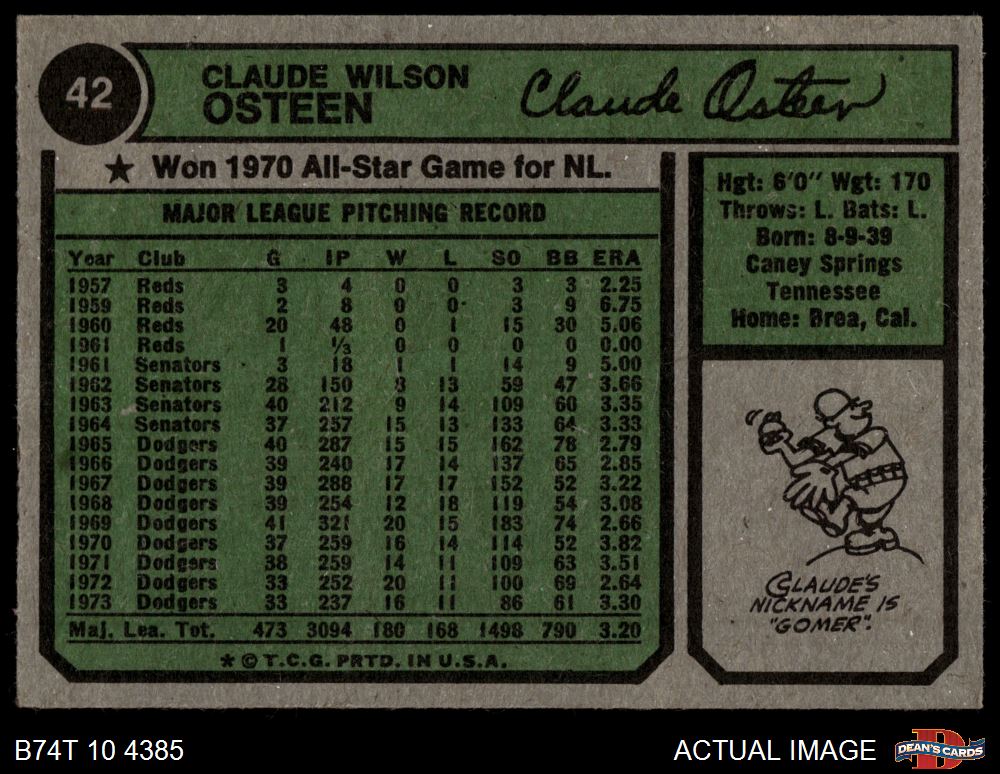 42
CLAUDE WILSON
OSTEEN
Claude Osteen
★ Won 1970 All-Star Game for NL.
MAJOR LEAGUE PITCHING RECORD
Year Club G IP W L SO BB ERA
1957 Reds 3 4 0 0 3 3 2.25
1959 Reds 2 8 0 0 3 9 6.75
1960 Reds 20 48 0 1 15 30 5.06
1961 Reds 1 ⅓ 0 0 0 0 0.00
1961 Senators 3 18 1 1 14 9 5.00
1962 Senators 28 150 8 13 59 47 3.66
1963 Senators 40 212 9 14 109 60 3.35
1964 Senators 37 257 15 13 133 64 3.33
1965 Dodgers 40 287 15 15 162 78 2.79
1966 Dodgers 39 240 17 14 137 65 2.85
1967 Dodgers 39 288 17 17 152 52 3.22
1968 Dodgers 39 254 12 18 119 54 3.08
1969 Dodgers 41 321 20 15 183 74 2.66
1970 Dodgers 37 259 16 14 114 52 3.82
1971 Dodgers 38 259 14 11 109 63 3.51
1972 Dodgers 33 252 20 11 100 69 2.64
1973 Dodgers 33 237 16 11 86 61 3.30
Maj. Lea. Tot. 473 3094 180 168 1498 790 3.20
★ © T.C.G. PRTD. IN U.S.A.
Hgt: 6'0" Wgt: 170
Throws: L. Bats: L.
Born: 8-9-39
Caney Springs
Tennessee
Home: Brea, Cal.
CLAUDE'S
NICKNAME IS
"GOMER".
B74T 10 4385
ACTUAL IMAGE
D
DEAN'S CARDS